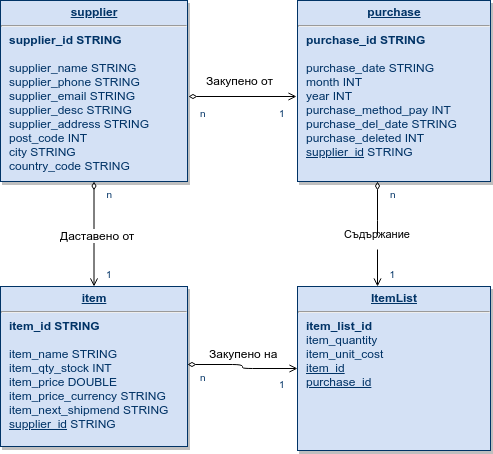 supplier
supplier_id STRING
supplier_name STRING
supplier_phone STRING
supplier_email STRING
supplier_desc STRING
supplier_address STRING
post_code INT
city STRING
country_code STRING
Закупено от
n
1
purchase
purchase_id STRING
purchase_date STRING
month INT
year INT
purchase_method_pay INT
purchase_del_date STRING
purchase_deleted INT
supplier_id STRING
n
Даставено от
1
n
Съдържание
1
item
item_id STRING
item_name STRING
item_qty_stock INT
item_price DOUBLE
item_price_currency STRING
item_next_shipmend STRING
supplier_id STRING
Закупено на
n
1
ItemList
item_list_id
item_quantity
item_unit_cost
item_id
purchase_id